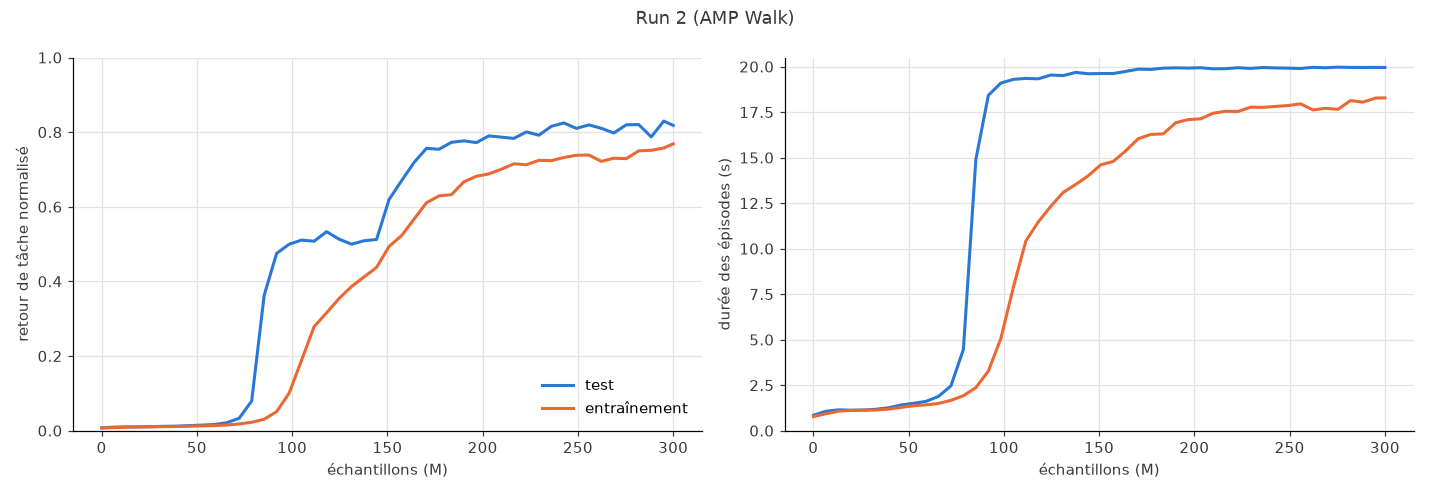 Run 2 (AMP Walk)
retour de tâche normalisé
1.0
0.8
0.6
0.4
0.2
0.0
0 50 100 150 200 250 300
échantillons (M)
test
entraînement
durée des épisodes (s)
20.0
17.5
15.0
12.5
10.0
7.5
5.0
2.5
0.0
0 50 100 150 200 250 300
échantillons (M)